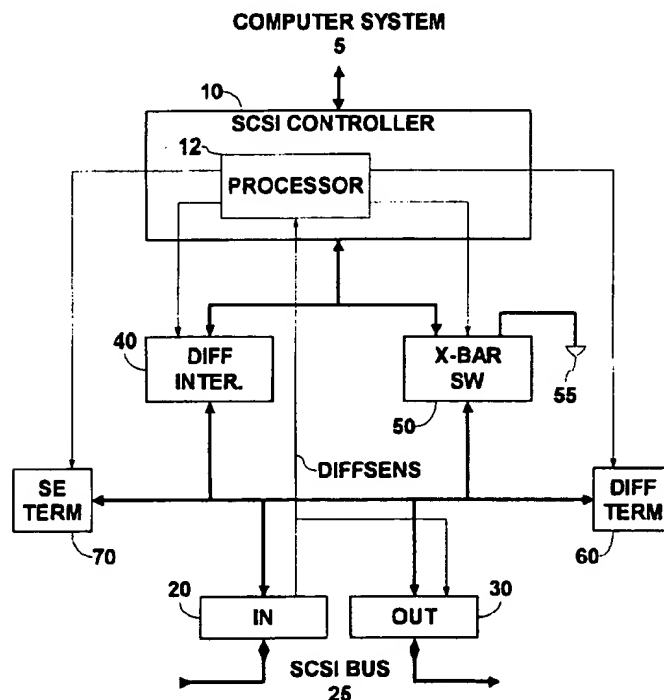 COMPUTER SYSTEM
5
10
SCSI CONTROLLER
12
PROCESSOR
40
DIFF
INTER.
X-BAR
SW
50
55
DIFFSENS
SE
TERM
70
DIFF
TERM
60
20
IN
OUT
30
SCSI BUS
25